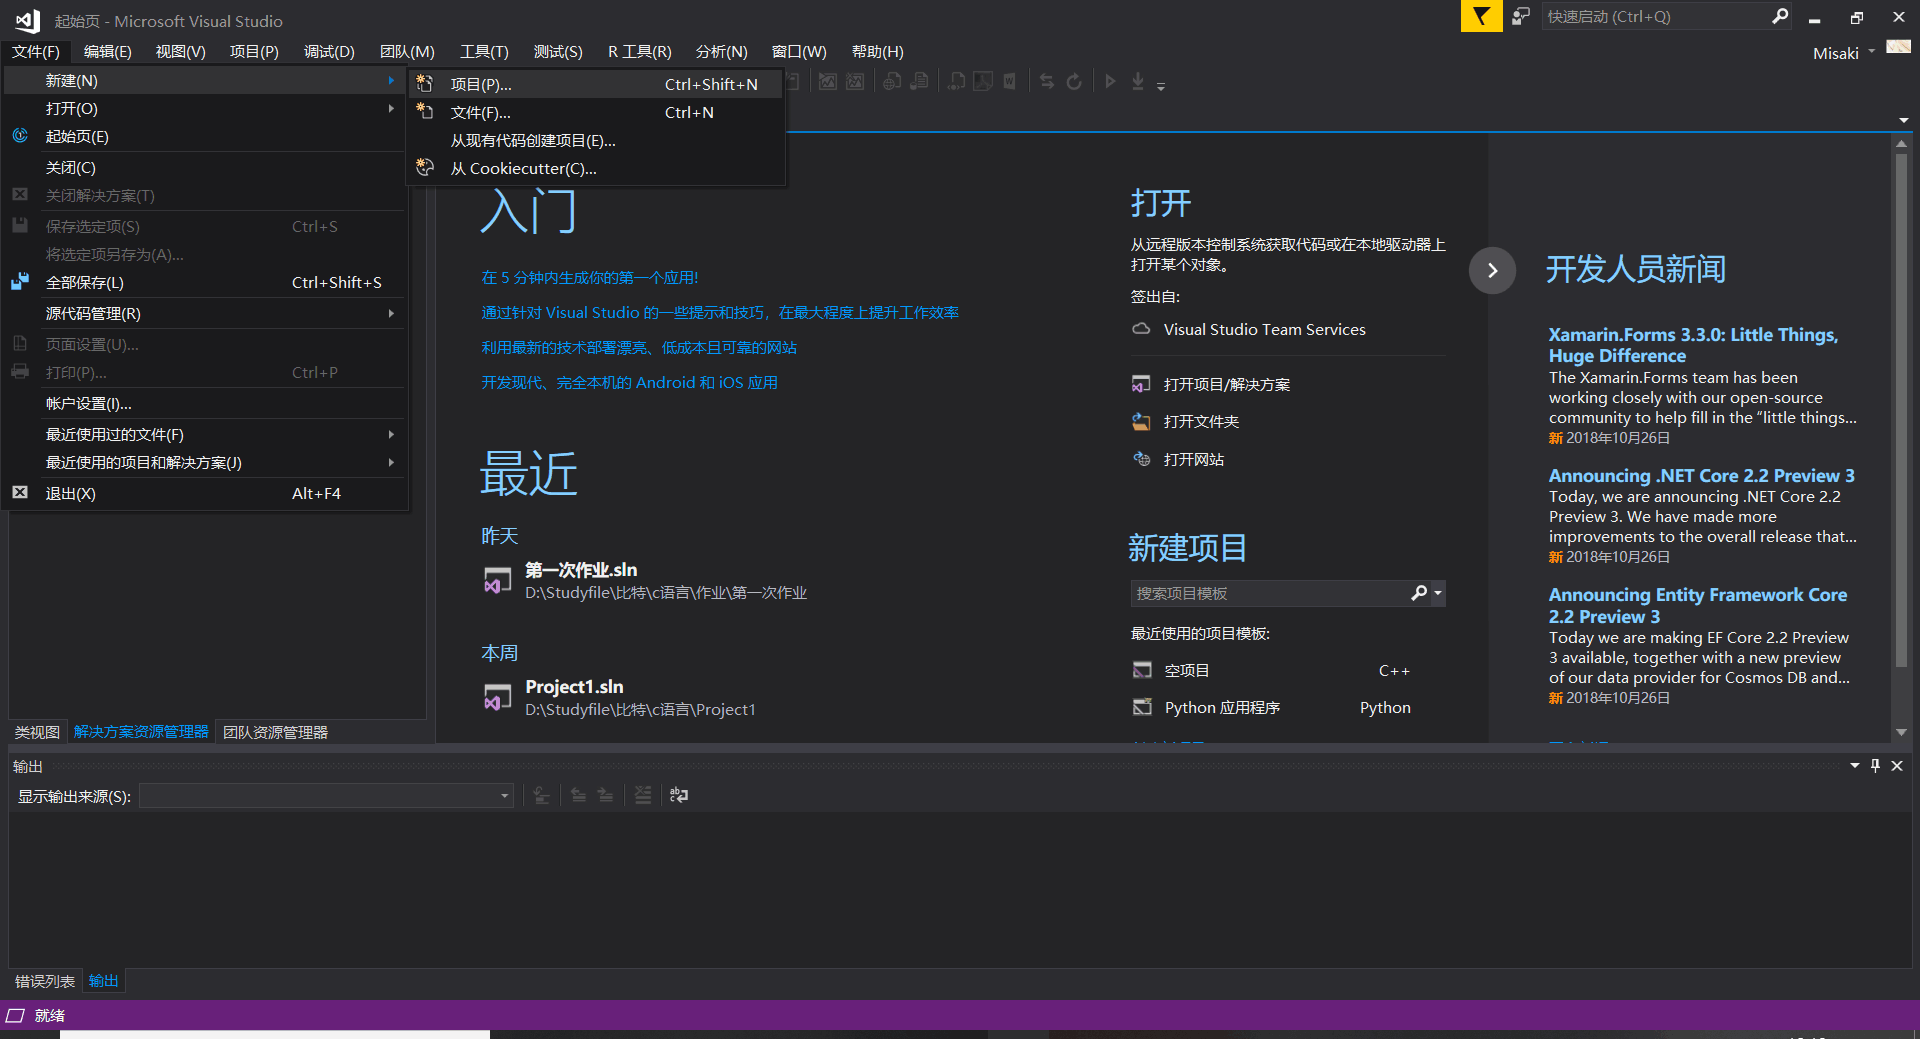 起始页 - Microsoft Visual Studio
快速启动 (Ctrl+Q)
文件(F) 编辑(E) 视图(V) 项目(P) 调试(D) 团队(M) 工具(T) 测试(S) R 工具(R) 分析(N) 窗口(W) 帮助(H)
Misaki
新建(N)
打开(O)
起始页(E)
关闭(C)
关闭解决方案(T)
保存选定项(S) Ctrl+S
将选定项另存为(A)...
全部保存(L) Ctrl+Shift+S
源代码管理(R)
页面设置(U)...
打印(P)... Ctrl+P
帐户设置(I)...
最近使用过的文件(F)
最近使用的项目和解决方案(J)
退出(X) Alt+F4
项目(P)... Ctrl+Shift+N
文件(F)... Ctrl+N
从现有代码创建项目(E)...
从 Cookiecutter(C)...
入门
在 5 分钟内生成你的第一个应用!
通过针对 Visual Studio 的一些提示和技巧，在最大程度上提升工作效率
利用最新的技术部署漂亮、低成本且可靠的网站
开发现代、完全本机的 Android 和 iOS 应用
最近
昨天
第一次作业.sln
D:\Studyfile\比特\c语言\作业\第一次作业
本周
Project1.sln
D:\Studyfile\比特\c语言\Project1
打开
从远程版本控制系统获取代码或在本地驱动器上
打开某个对象。
签出自:
Visual Studio Team Services
打开项目/解决方案
打开文件夹
打开网站
新建项目
搜索项目模板
最近使用的项目模板:
空项目 C++
Python 应用程序 Python
开发人员新闻
Xamarin.Forms 3.3.0: Little Things,
Huge Difference
The Xamarin.Forms team has been
working closely with our open-source
community to help fill in the “little things...
新 2018年10月26日
Announcing .NET Core 2.2 Preview 3
Today, we are announcing .NET Core 2.2
Preview 3. We have made more
improvements to the overall release that...
新 2018年10月26日
Announcing Entity Framework Core
2.2 Preview 3
Today we are making EF Core 2.2 Preview
3 available, together with a new preview
of our data provider for Cosmos DB and...
新 2018年10月26日
类视图 解决方案资源管理器 团队资源管理器
输出
显示输出来源(S):
错误列表 输出
就绪